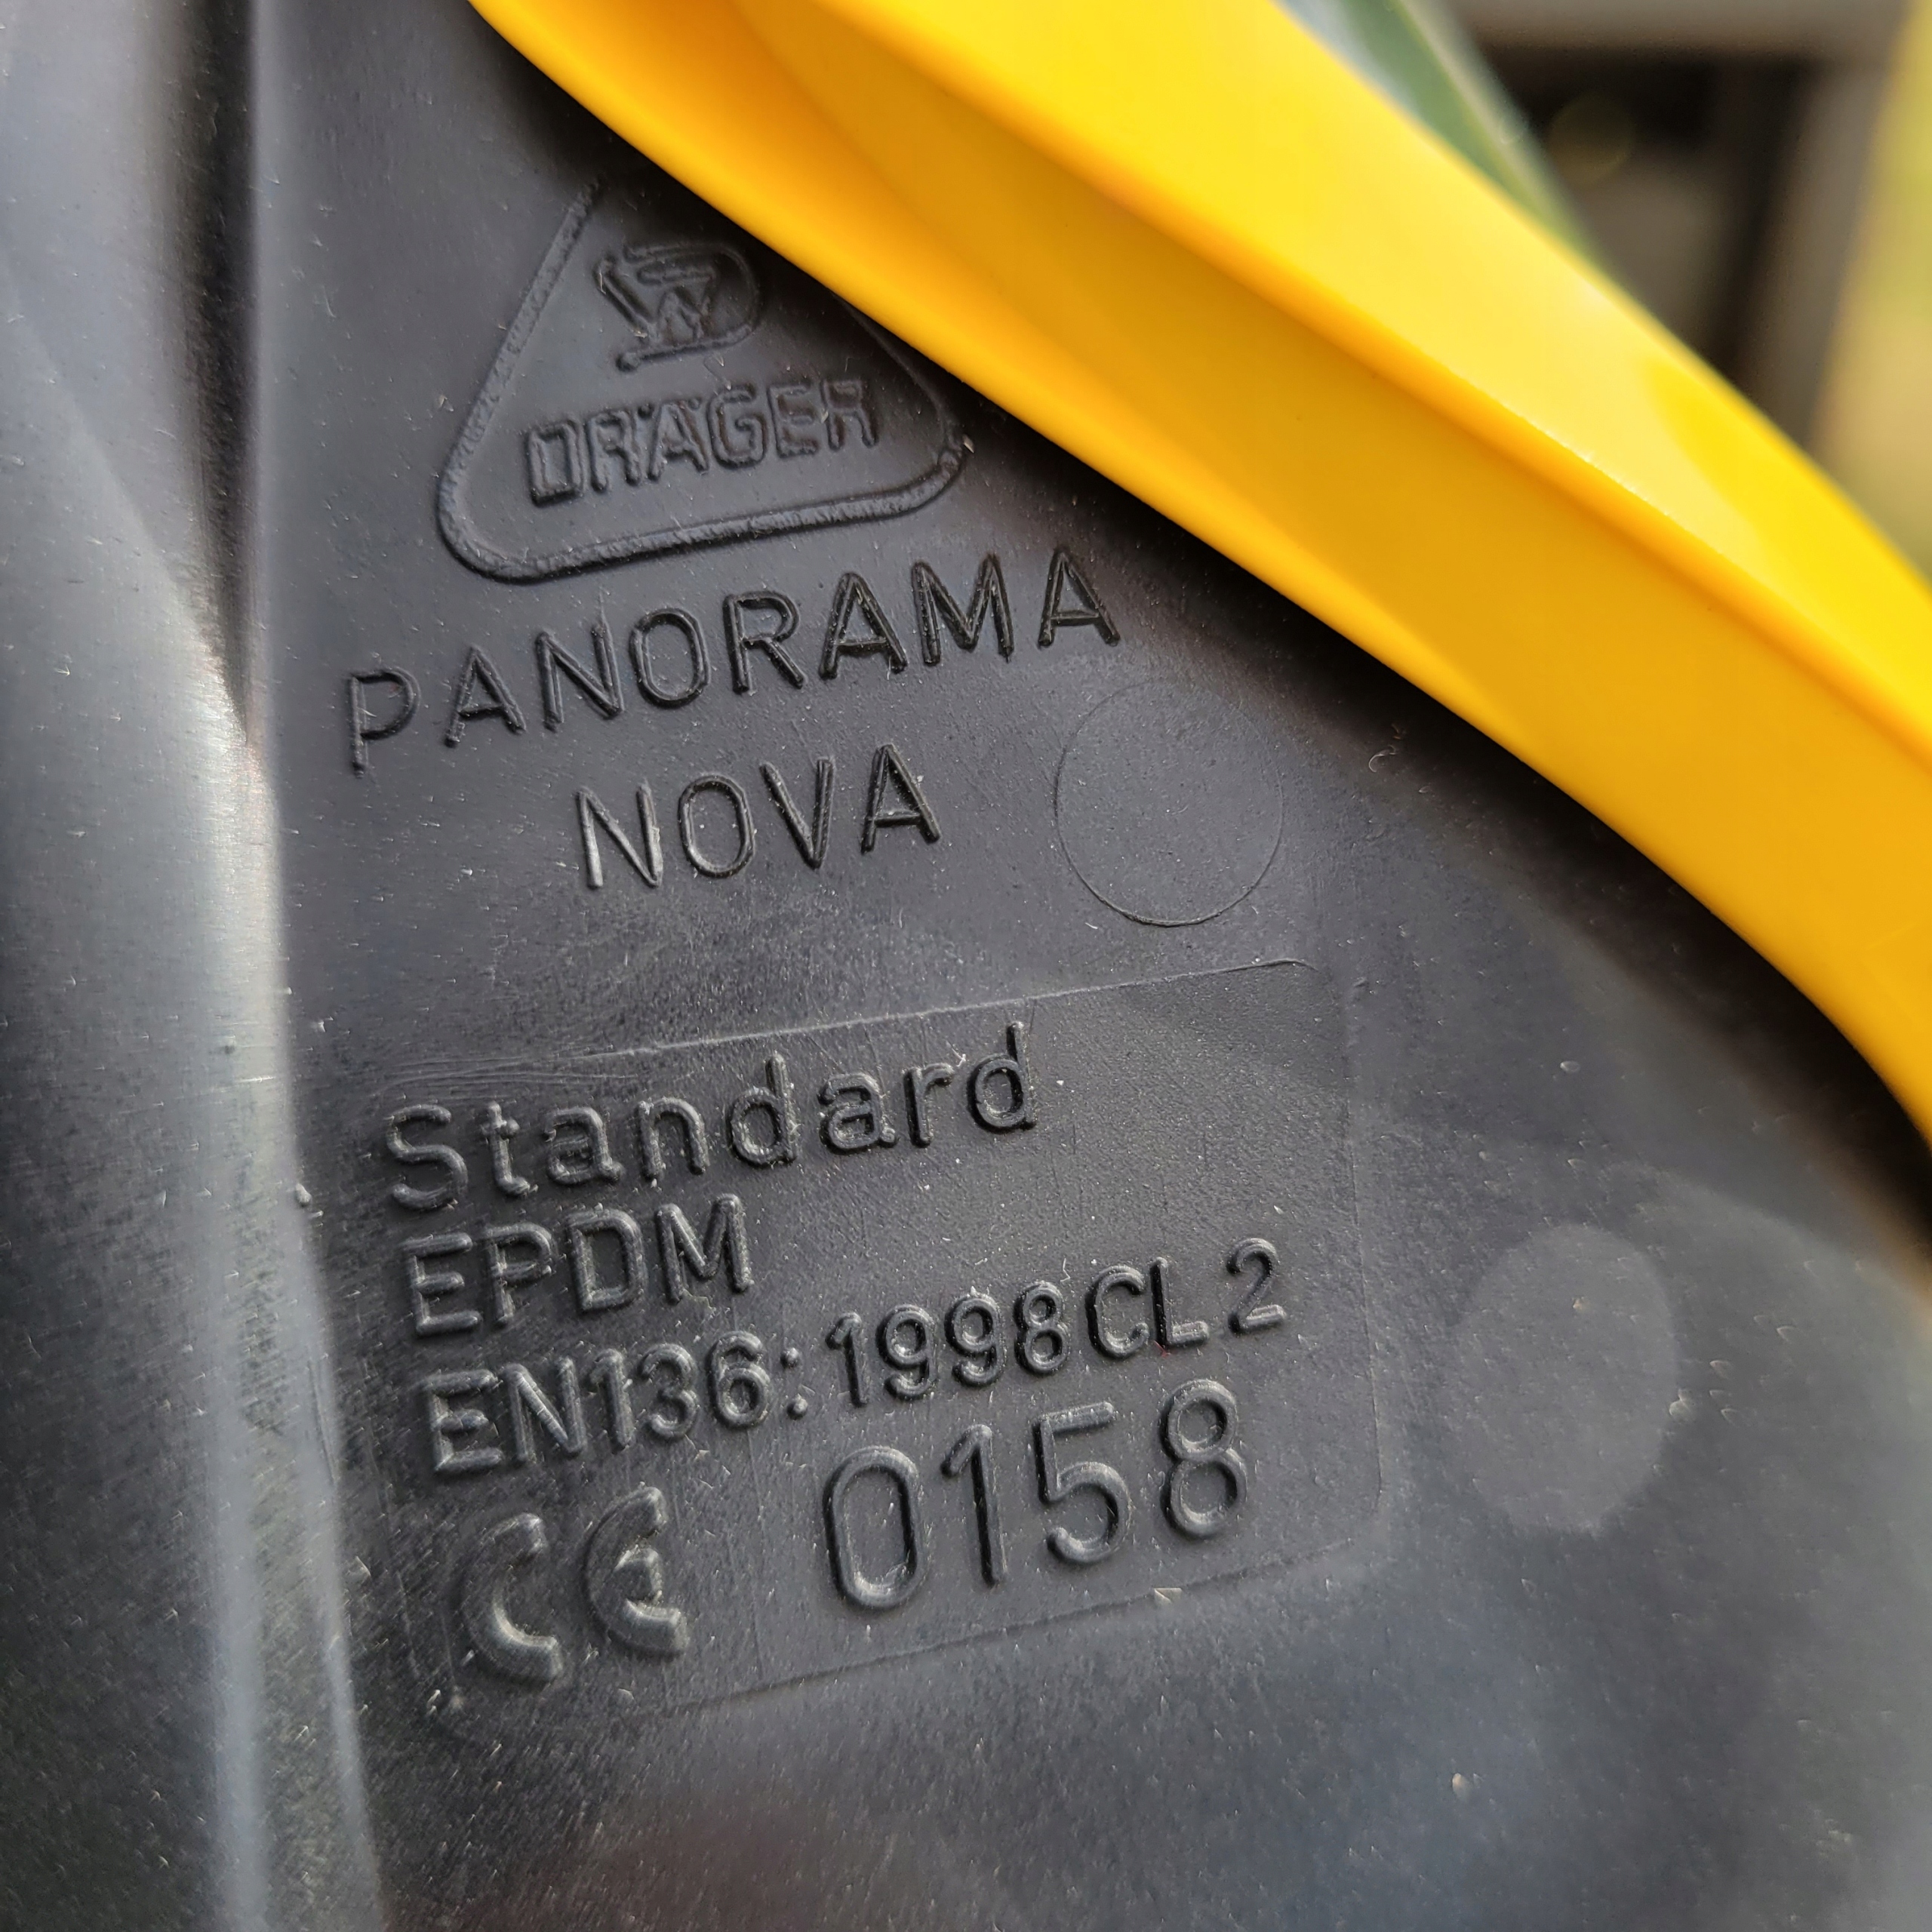 DRÄGER
PANORAMA
NOVA
Standard
EPDM
EN136:1998CL2
CE 0158